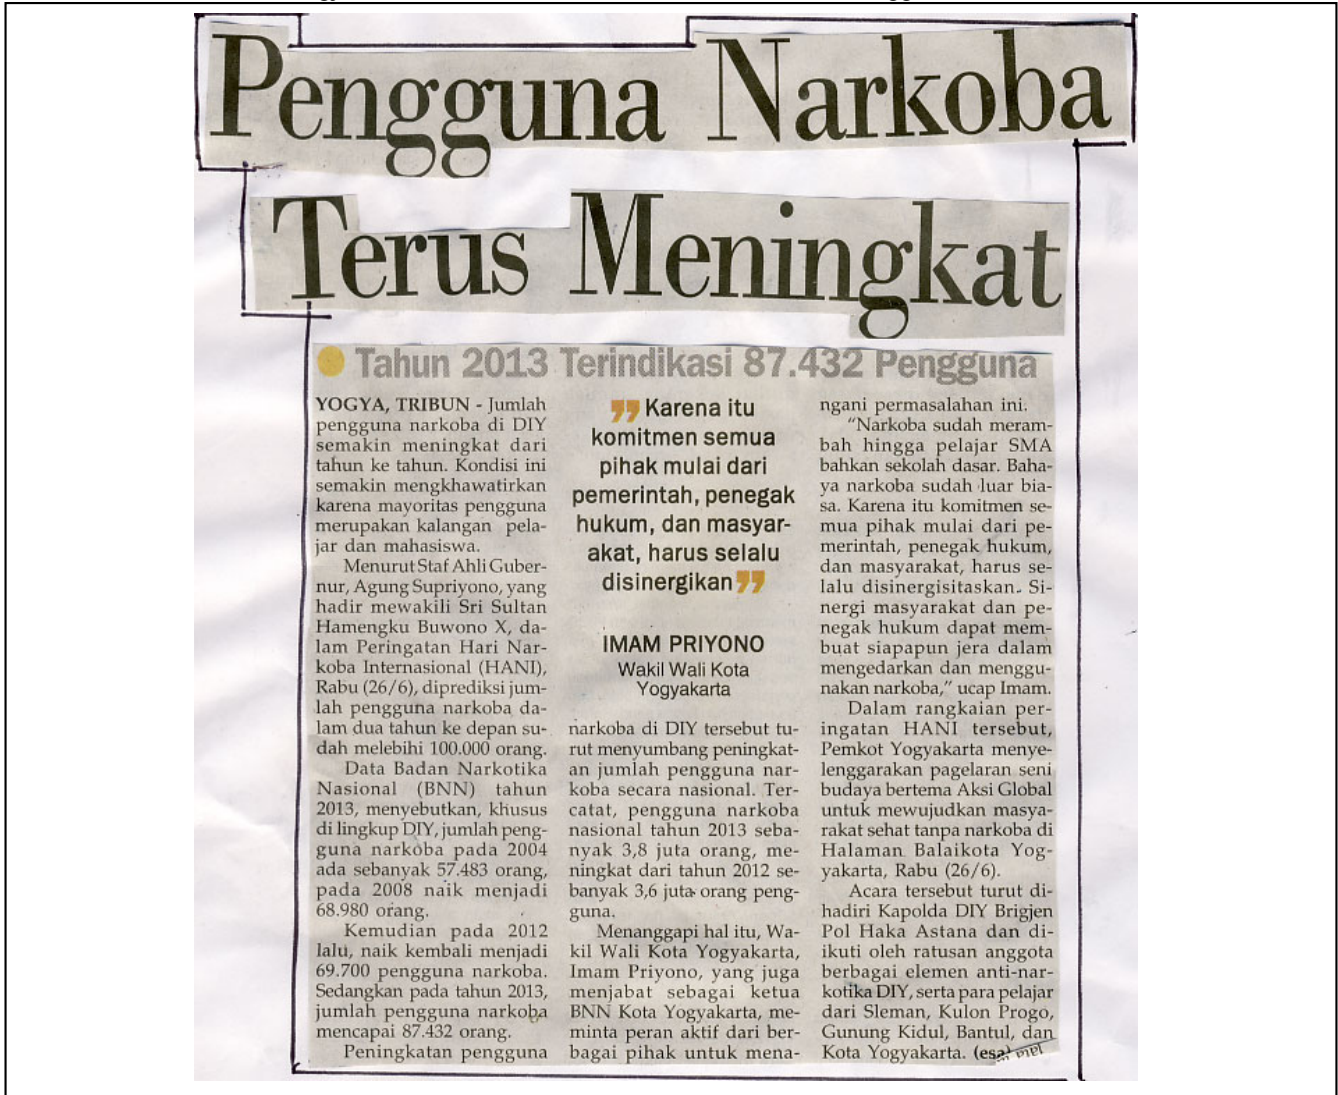 Pengguna Narkoba
Terus Meningkat
Tahun 2013 Terindikasi 87.432 Pengguna
YOGYA, TRIBUN - Jumlah
pengguna narkoba di DIY
semakin meningkat dari
tahun ke tahun. Kondisi ini
semakin mengkhawatirkan
karena mayoritas pengguna
merupakan kalangan pela-
jar dan mahasiswa.
Menurut Staf Ahli Guber-
nur, Agung Supriyono, yang
hadir mewakili Sri Sultan
Hamengku Buwono X, da-
lam Peringatan Hari Nar-
koba Internasional (HANI),
Rabu (26/6), diprediksi jum-
lah pengguna narkoba da-
lam dua tahun ke depan su-
dah melebihi 100.000 orang.
Data Badan Narkotika
Nasional (BNN) tahun
2013, menyebutkan, khusus
di lingkup DIY, jumlah peng-
guna narkoba pada 2004
ada sebanyak 57.483 orang,
pada 2008 naik menjadi
68.980 orang.
Kemudian pada 2012
lalu, naik kembali menjadi
69.700 pengguna narkoba.
Sedangkan pada tahun 2013,
jumlah pengguna narkoba
mencapai 87.432 orang.
Peningkatan pengguna
" Karena itu
komitmen semua
pihak mulai dari
pemerintah, penegak
hukum, dan masyar-
akat, harus selalu
disinergikan "
IMAM PRIYONO
Wakil Wali Kota
Yogyakarta
narkoba di DIY tersebut tu-
rut menyumbang peningkat-
an jumlah pengguna nar-
koba secara nasional. Ter-
catat, pengguna narkoba
nasional tahun 2013 seba-
nyak 3,8 juta orang, me-
ningkat dari tahun 2012 se-
banyak 3,6 juta orang peng-
guna.
Menanggapi hal itu, Wa-
kil Wali Kota Yogyakarta,
Imam Priyono, yang juga
menjabat sebagai ketua
BNN Kota Yogyakarta, me-
minta peran aktif dari ber-
bagai pihak untuk mena-
ngani permasalahan ini.
"Narkoba sudah meram-
bah hingga pelajar SMA
bahkan sekolah dasar. Baha-
ya narkoba sudah luar bia-
sa. Karena itu komitmen se-
mua pihak mulai dari pe-
merintah, penegak hukum,
dan masyarakat, harus se-
lalu disinergisitaskan. Si-
nergi masyarakat dan pe-
negak hukum dapat mem-
buat siapapun jera dalam
mengedarkan dan menggu-
nakan narkoba," ucap Imam.
Dalam rangkaian per-
ingatan HANI tersebut,
Pemkot Yogyakarta menye-
lenggarakan pagelaran seni
budaya bertema Aksi Global
untuk mewujudkan masya-
rakat sehat tanpa narkoba di
Halaman Balaikota Yog-
yakarta, Rabu (26/6).
Acara tersebut turut di-
hadiri Kapolda DIY Brigjen
Pol Haka Astana dan di-
ikuti oleh ratusan anggota
berbagai elemen anti-nar-
kotika DIY, serta para pelajar
dari Sleman, Kulon Progo,
Gunung Kidul, Bantul, dan
Kota Yogyakarta. (esa)